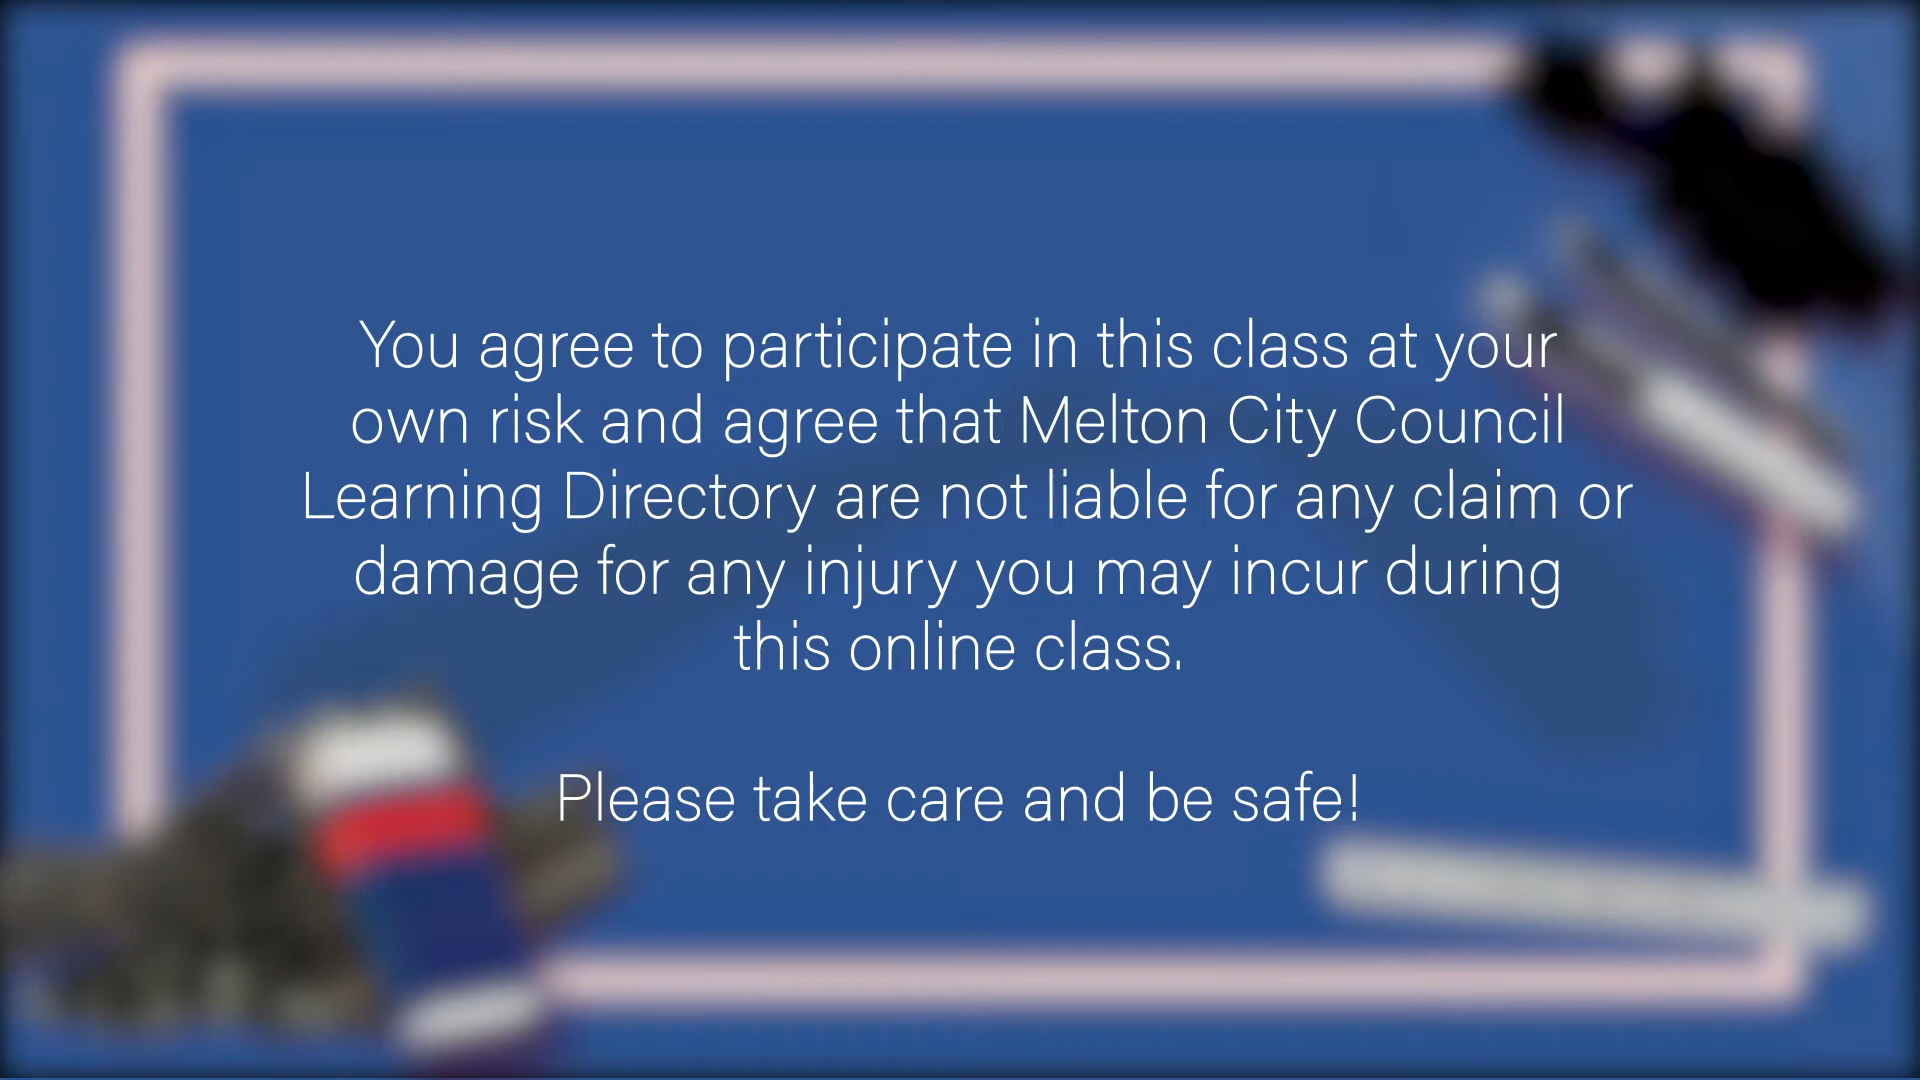 You agree to participate in this class at your
own risk and agree that Melton City Council
Learning Directory are not liable for any claim or
damage for any injury you may incur during
this online class.
Please take care and be safe!